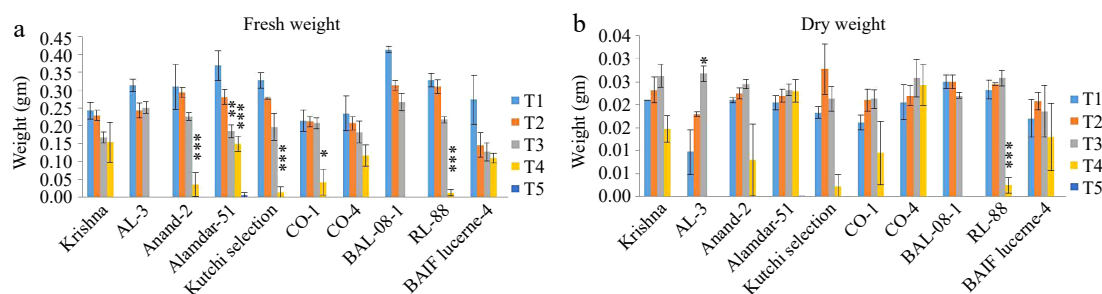 a
Fresh weight
Weight (gm)
0.45
0.40
0.35
0.30
0.25
0.20
0.15
0.10
0.05
0.00
***
**
***
***
*
***
T1
T2
T3
T4
T5
Krishna
AL-3
Anand-2
Alamdar-51
Kutchi selection
CO-1
CO-4
BAL-08-1
RL-88
BAIF lucerne-4
b
Dry weight
Weight (gm)
0.04
0.03
0.03
0.02
0.02
0.01
0.01
0.00
*
***
T1
T2
T3
T4
T5
Krishna
AL-3
Anand-2
Alamdar-51
Kutchi selection
CO-1
CO-4
BAL-08-1
RL-88
BAIF lucerne-4